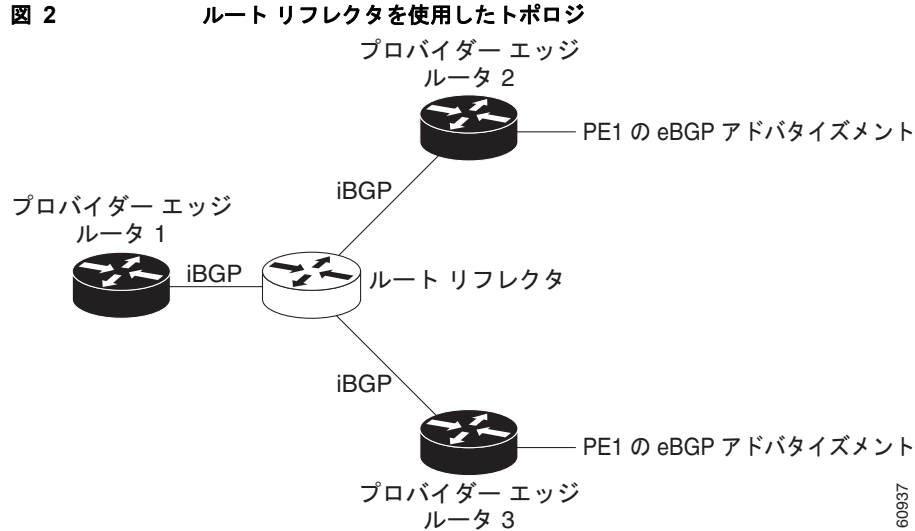 図 2 ルート リフレクタを使用したトポロジ
プロバイダー エッジ
ルータ 2
PE1 の eBGP アドバタイズメント
iBGP
プロバイダー エッジ
ルータ 1
iBGP
ルート リフレクタ
iBGP
PE1 の eBGP アドバタイズメント
プロバイダー エッジ
ルータ 3
60937